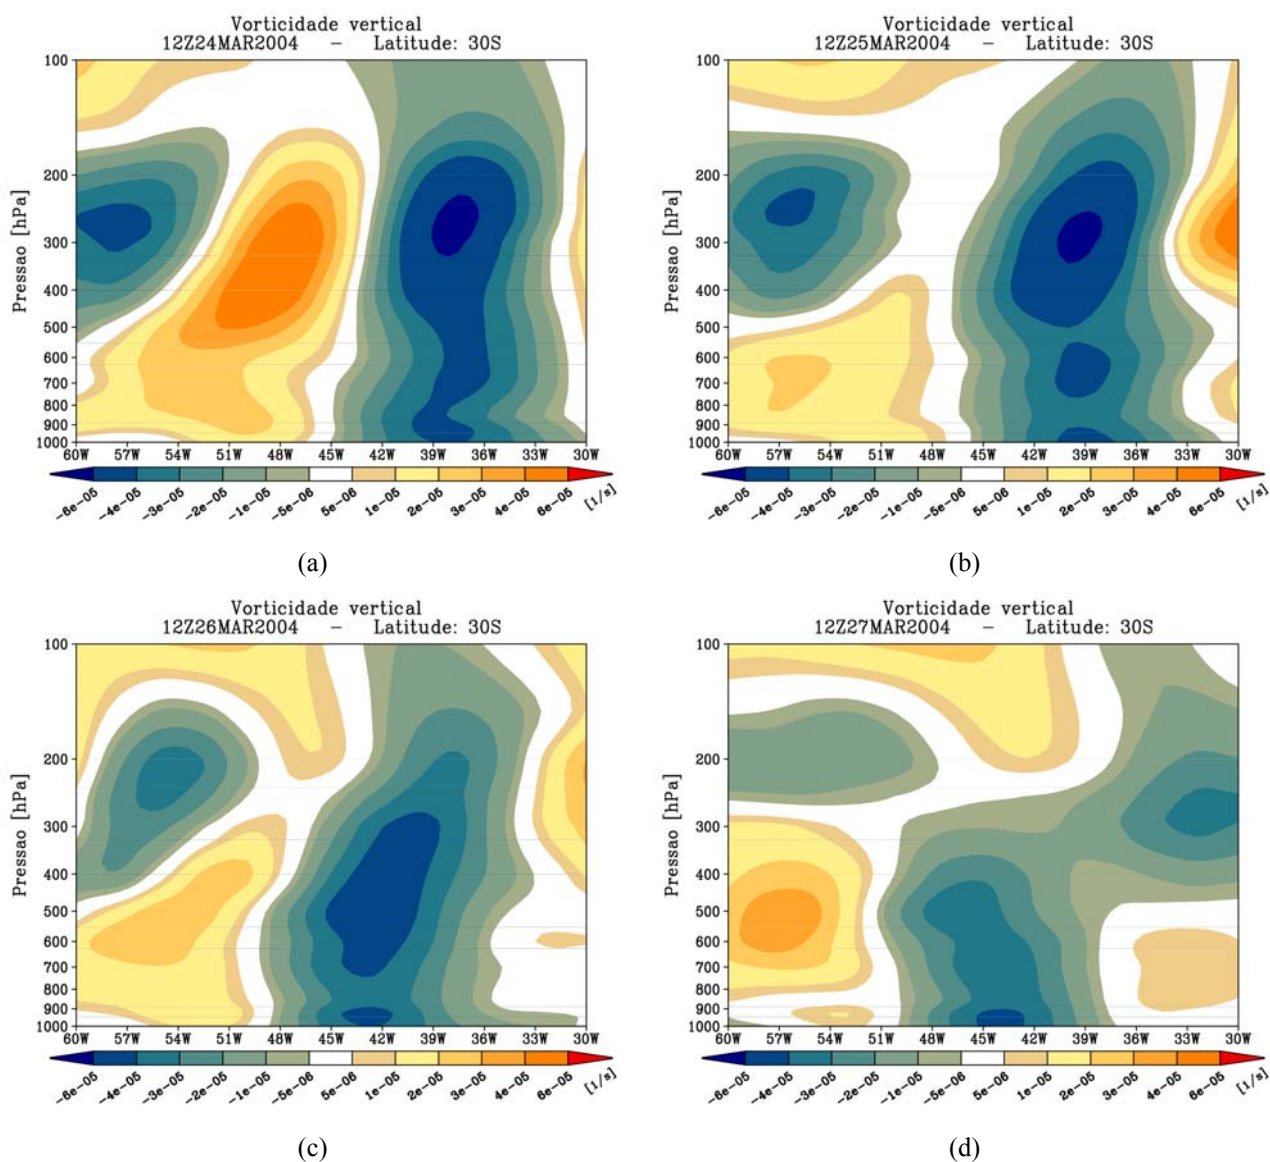 Vorticidade vertical
12Z24MAR2004 – Latitude: 30S
Pressao [hPa]
100
200
300
400
500
600
700
800
900
1000
60W 57W 54W 51W 48W 45W 42W 39W 36W 33W 30W
-6e-05 -4e-05 -3e-05 -2e-05 -1e-05 -5e-06 5e-06 1e-05 2e-05 3e-05 4e-05 6e-05 [1/s]
(a)
Vorticidade vertical
12Z25MAR2004 – Latitude: 30S
Pressao [hPa]
100
200
300
400
500
600
700
800
900
1000
60W 57W 54W 51W 48W 45W 42W 39W 36W 33W 30W
-6e-05 -4e-05 -3e-05 -2e-05 -1e-05 -5e-06 5e-06 1e-05 2e-05 3e-05 4e-05 6e-05 [1/s]
(b)
Vorticidade vertical
12Z26MAR2004 – Latitude: 30S
Pressao [hPa]
100
200
300
400
500
600
700
800
900
1000
60W 57W 54W 51W 48W 45W 42W 39W 36W 33W 30W
-6e-05 -4e-05 -3e-05 -2e-05 -1e-05 -5e-06 5e-06 1e-05 2e-05 3e-05 4e-05 6e-05 [1/s]
(c)
Vorticidade vertical
12Z27MAR2004 – Latitude: 30S
Pressao [hPa]
100
200
300
400
500
600
700
800
900
1000
60W 57W 54W 51W 48W 45W 42W 39W 36W 33W 30W
-6e-05 -4e-05 -3e-05 -2e-05 -1e-05 -5e-06 5e-06 1e-05 2e-05 3e-05 4e-05 6e-05 [1/s]
(d)